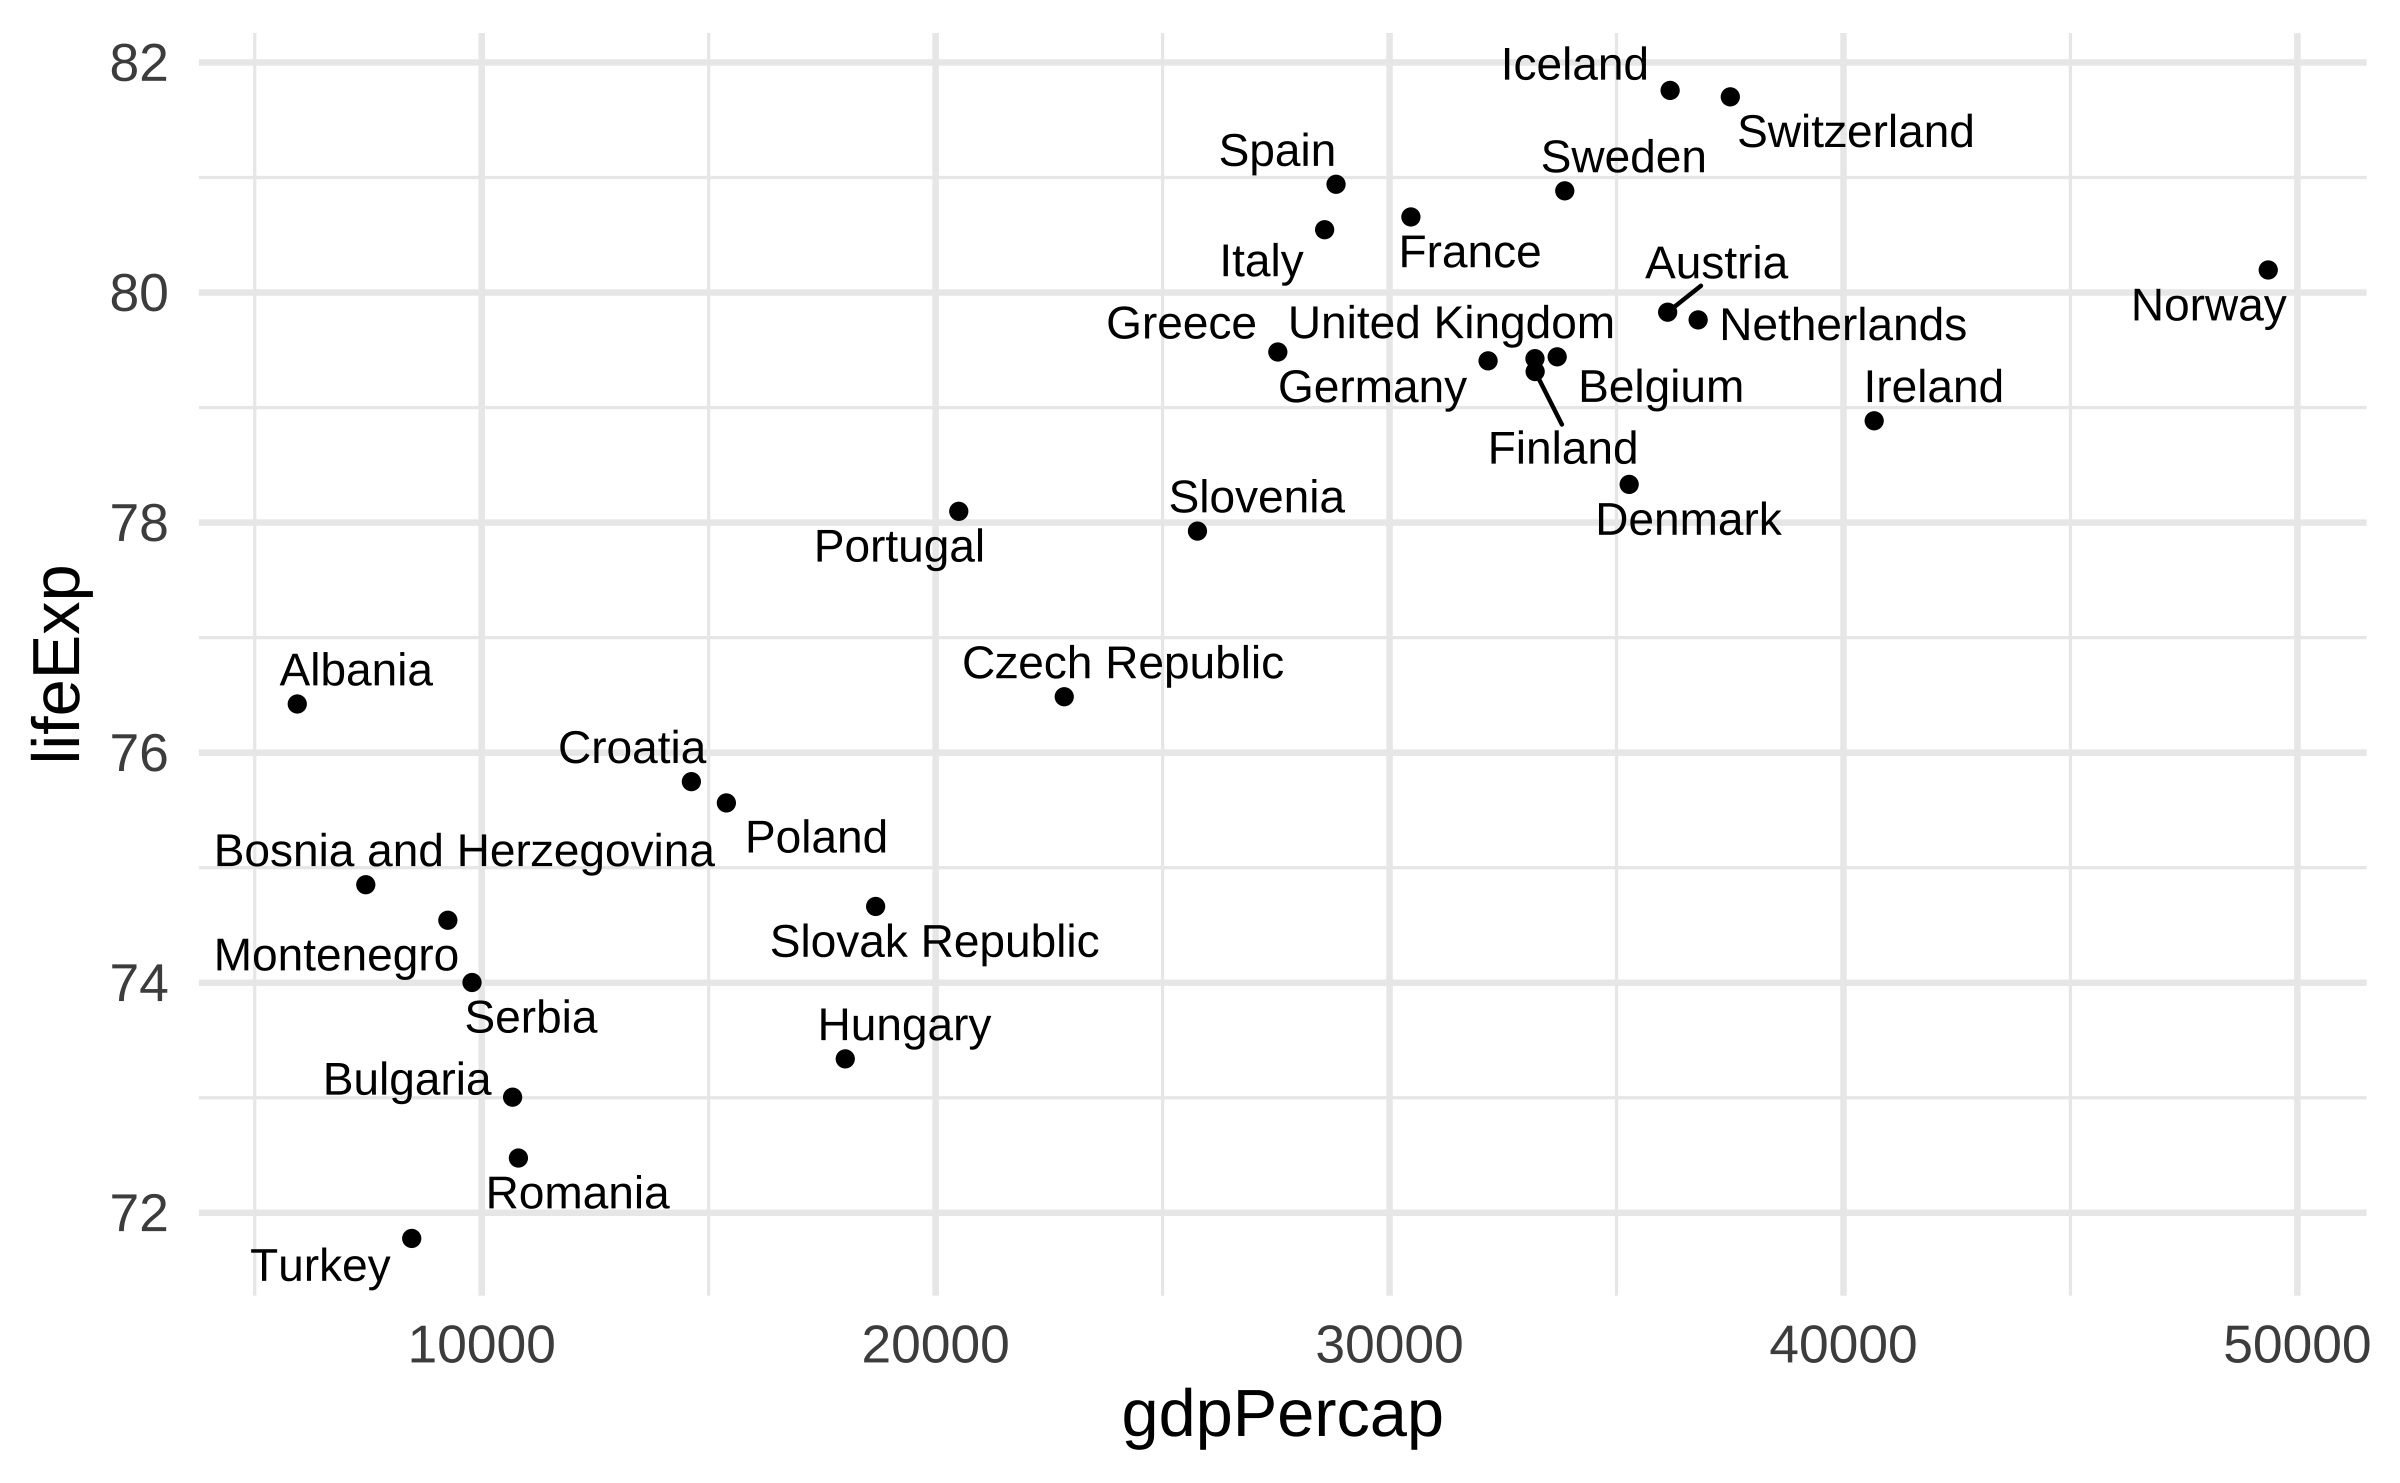 82
Iceland
Switzerland
Spain
Sweden
Italy
France
Austria
80
Norway
Greece
United Kingdom
Netherlands
Germany
Belgium
Ireland
Finland
Slovenia
78
Denmark
Portugal
lifeExp
Albania
Czech Republic
76
Croatia
Poland
Bosnia and Herzegovina
Slovak Republic
Montenegro
74
Serbia
Hungary
Bulgaria
Romania
72
Turkey
10000
20000
30000
40000
50000
gdpPercap